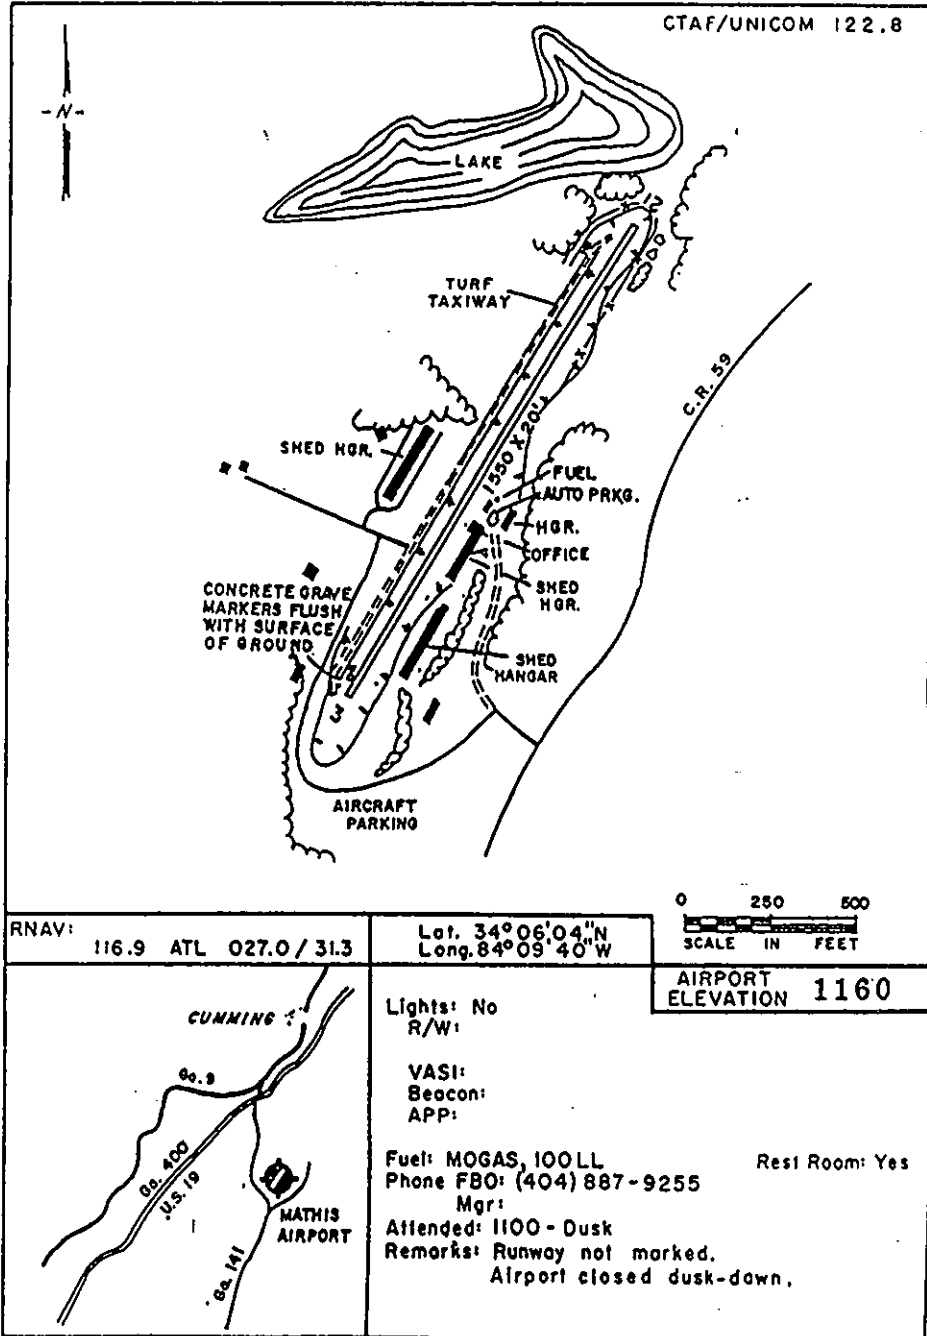 CTAF/UNICOM 122.8
- N -
LAKE
12
TURF
TAXIWAY
C.R. 59
SHED HGR.
1550 X 20'
FUEL
AUTO PRKG.
HGR.
OFFICE
SHED
HGR.
CONCRETE GRAVE
MARKERS FLUSH
WITH SURFACE
OF GROUND
SHED
HANGAR
AIRCRAFT
PARKING
0 250 500
SCALE IN FEET
RNAV:
116.9 ATL 027.0 / 31.3
Lat. 34° 06' 04" N
Long. 84° 09' 40" W
AIRPORT
ELEVATION 1160
CUMMING
Ga. 9
Ga. 400
U.S. 19
MATHIS
AIRPORT
Ga. 141
Lights: No
R/W:
VASI:
Beacon:
APP:
Fuel: MOGAS, 100LL
Rest Room: Yes
Phone FBO: (404) 887-9255
Mgr:
Attended: 1100 - Dusk
Remarks: Runway not marked.
Airport closed dusk-dawn.